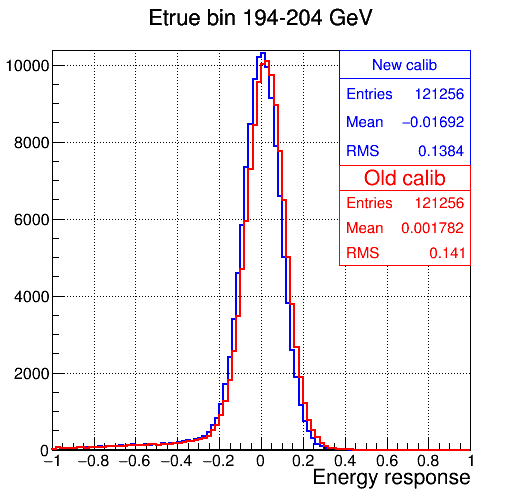 Etrue bin 194-204 GeV
New calib
Entries 121256
Mean −0.01692
RMS 0.1384
Old calib
Entries 121256
Mean 0.001782
RMS 0.141
10000
8000
6000
4000
2000
0
−1 −0.8 −0.6 −0.4 −0.2 0 0.2 0.4 0.6 0.8 1
Energy response